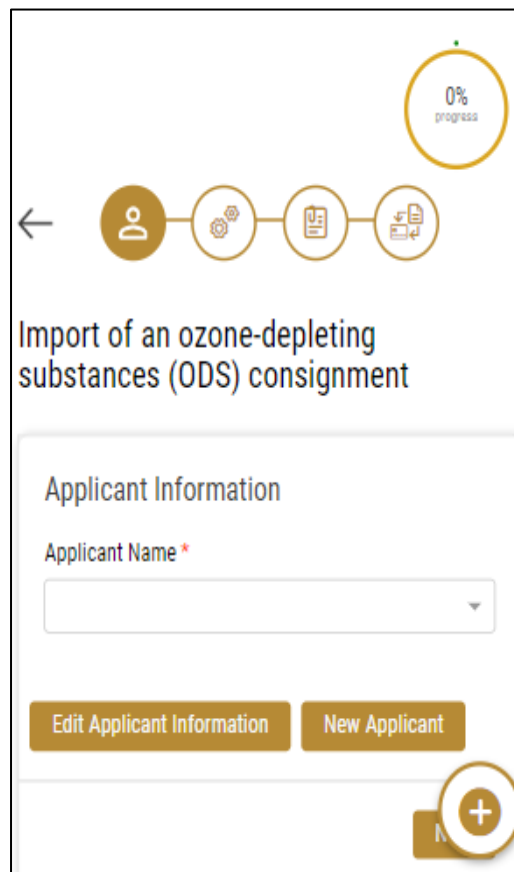 0%
progress
Import of an ozone-depleting
substances (ODS) consignment
Applicant Information
Applicant Name *
Edit Applicant Information
New Applicant